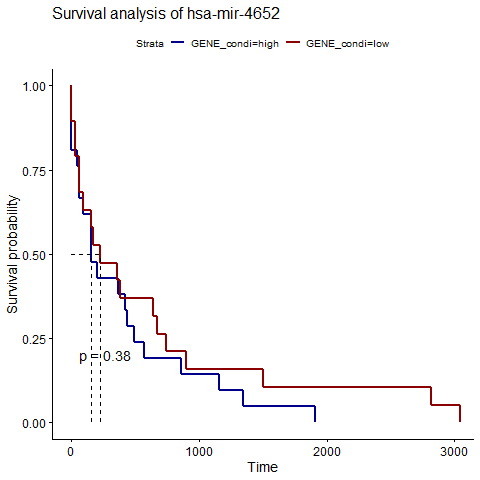 Survival analysis of hsa-mir-4652
Strata GENE_condi=high GENE_condi=low
Survival probability
1.00
0.75
0.50
0.25
0.00
p = 0.38
0 1000 2000 3000
Time